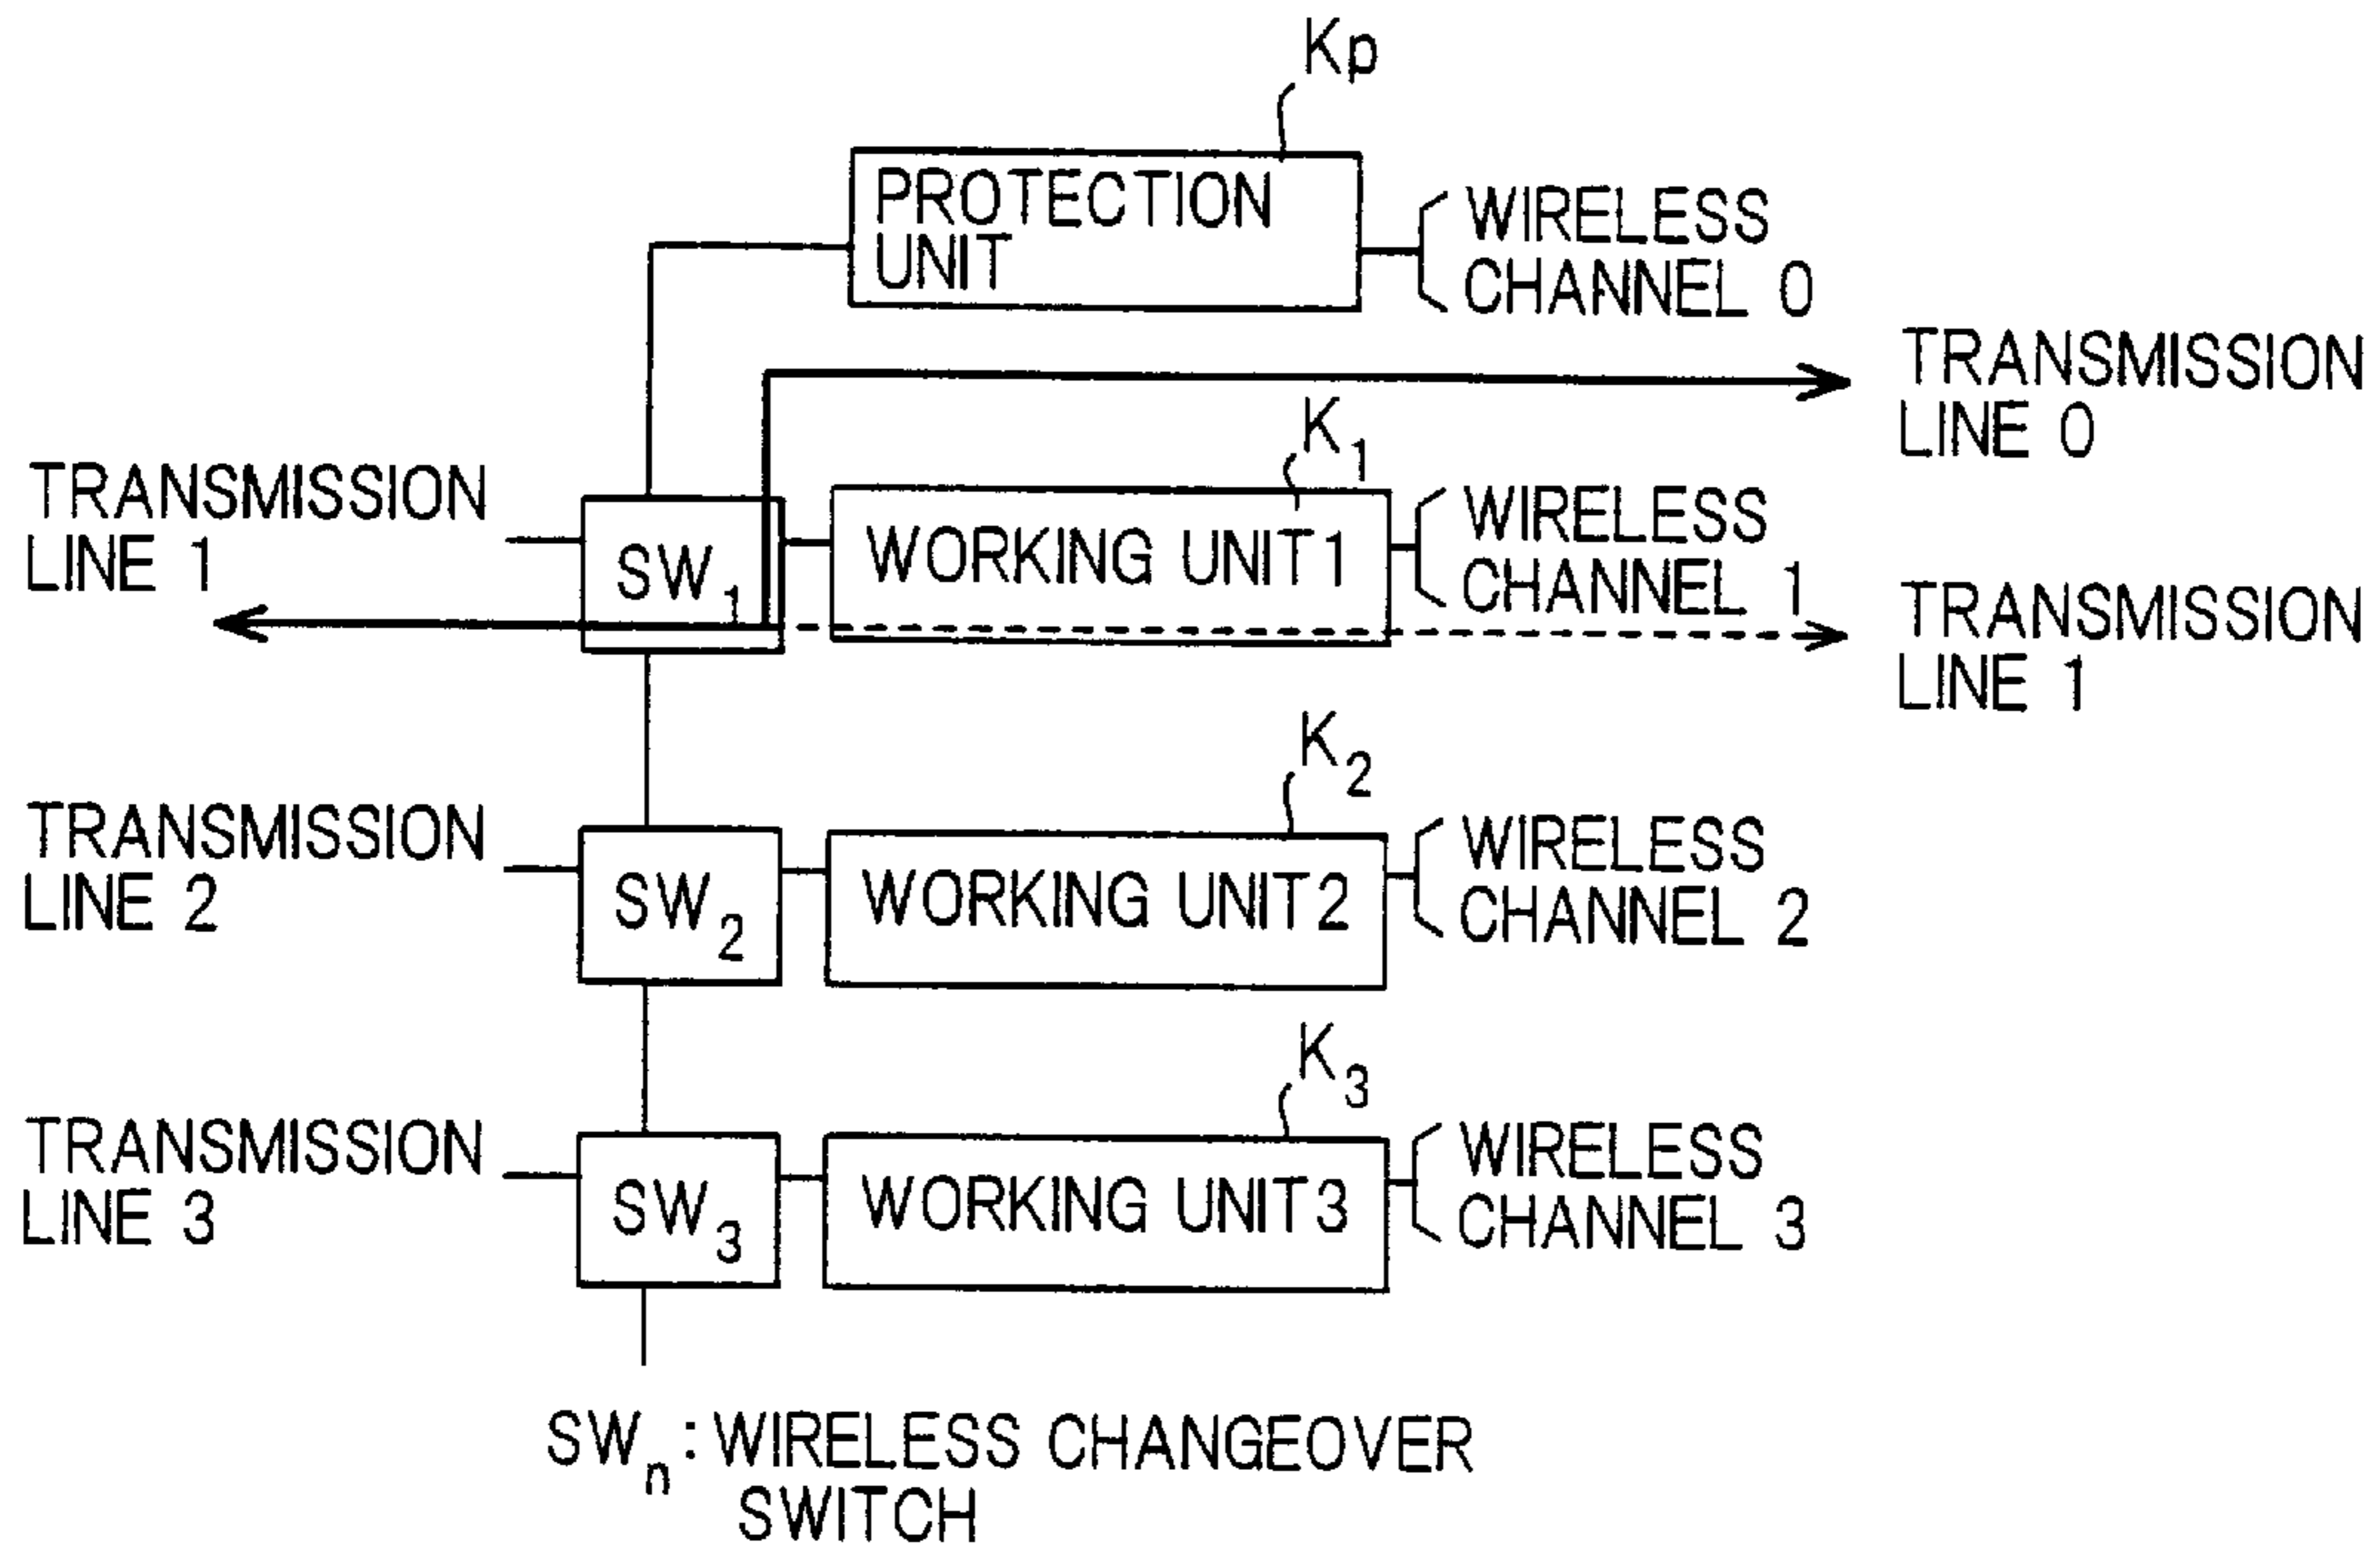 Kp
PROTECTION
UNIT
WIRELESS
CHANNEL 0
TRANSMISSION
LINE 0
K1
TRANSMISSION
LINE 1
SW1
WORKING UNIT1
WIRELESS
CHANNEL 1
TRANSMISSION
LINE 1
K2
TRANSMISSION
LINE 2
SW2
WORKING UNIT2
WIRELESS
CHANNEL 2
K3
TRANSMISSION
LINE 3
SW3
WORKING UNIT3
WIRELESS
CHANNEL 3
SWn : WIRELESS CHANGEOVER
SWITCH